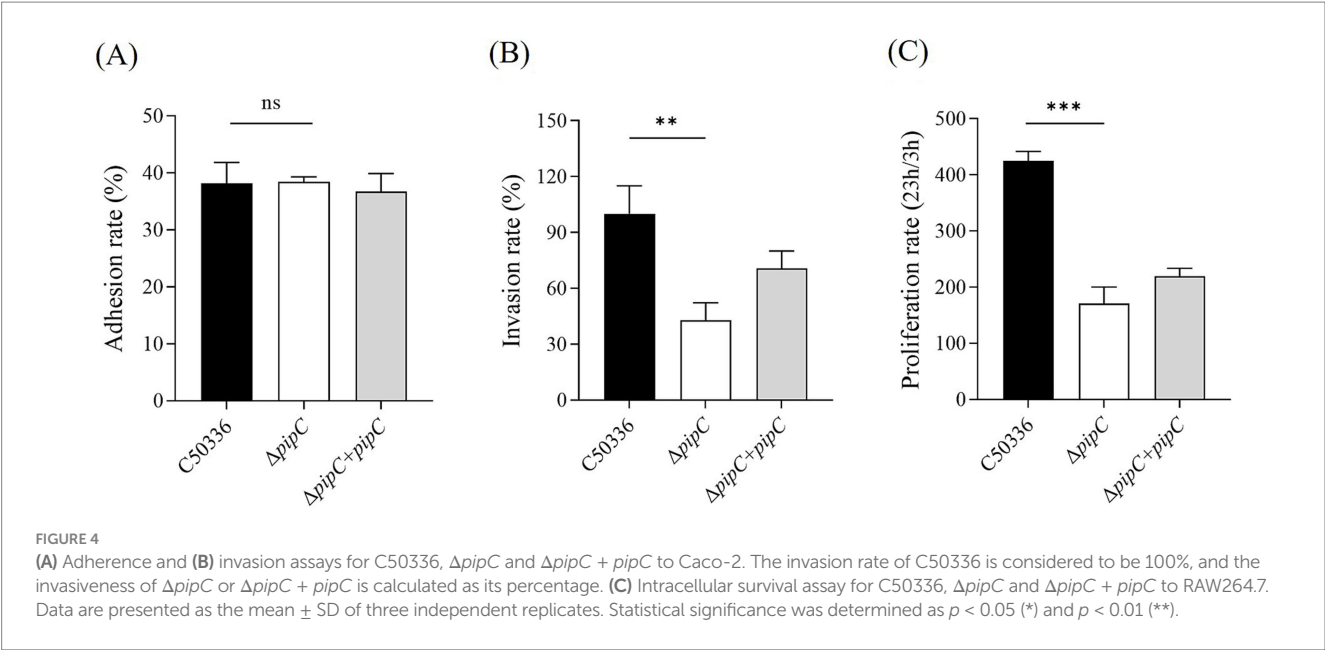 (A)
ns
Adhesion rate (%)
50
40
30
20
10
0
C50336
ΔpipC
ΔpipC+pipC
(B)
**
Invasion rate (%)
150
120
90
60
30
0
C50336
ΔpipC
ΔpipC+pipC
(C)
***
Proliferation rate (23h/3h)
500
400
300
200
100
0
C50336
ΔpipC
ΔpipC+pipC
FIGURE 4
(A) Adherence and (B) invasion assays for C50336, ΔpipC and ΔpipC + pipC to Caco-2. The invasion rate of C50336 is considered to be 100%, and the
invasiveness of ΔpipC or ΔpipC + pipC is calculated as its percentage. (C) Intracellular survival assay for C50336, ΔpipC and ΔpipC + pipC to RAW264.7.
Data are presented as the mean ± SD of three independent replicates. Statistical significance was determined as p < 0.05 (*) and p < 0.01 (**).